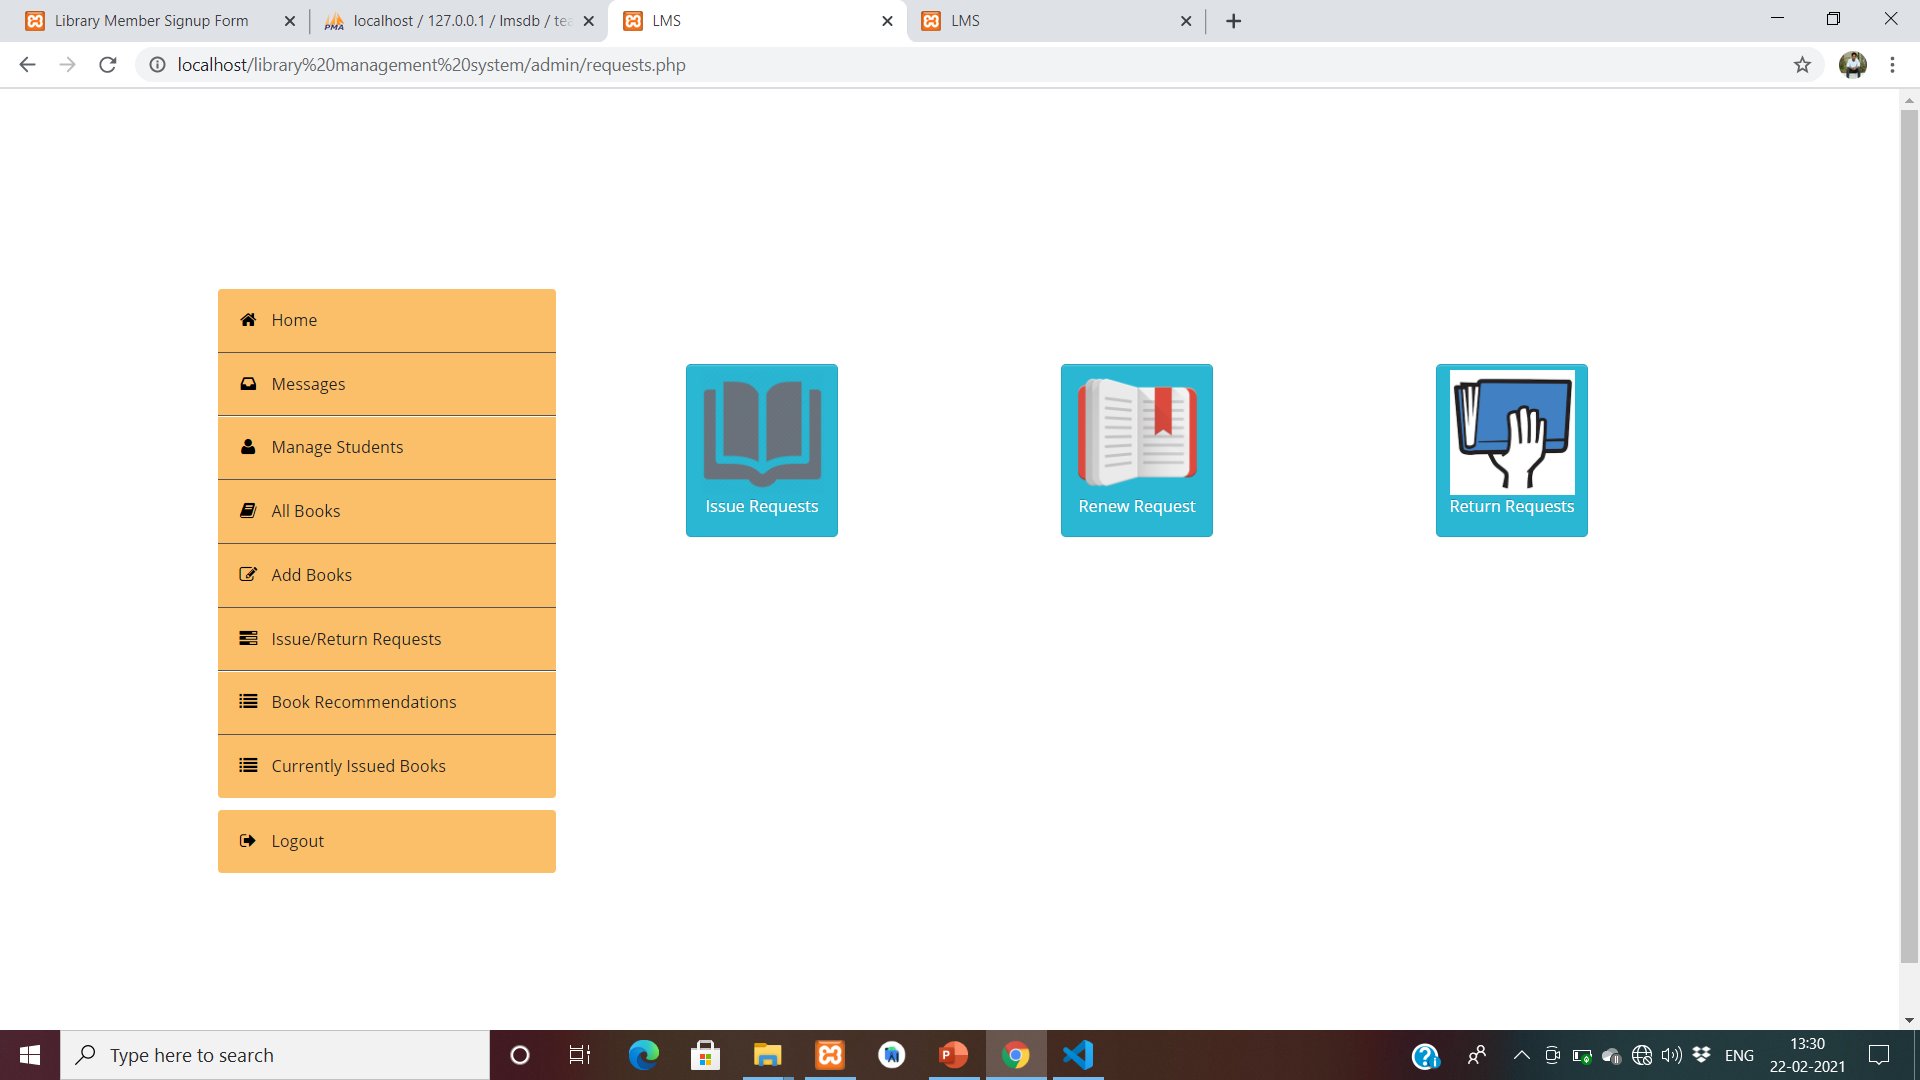 Library Member Signup Form
localhost / 127.0.0.1 / lmsdb / tea
LMS
LMS
localhost/library%20management%20system/admin/requests.php
Home
Messages
Manage Students
All Books
Add Books
Issue/Return Requests
Book Recommendations
Currently Issued Books
Logout
Issue Requests
Renew Request
Return Requests
Type here to search
ENG
13:30
22-02-2021